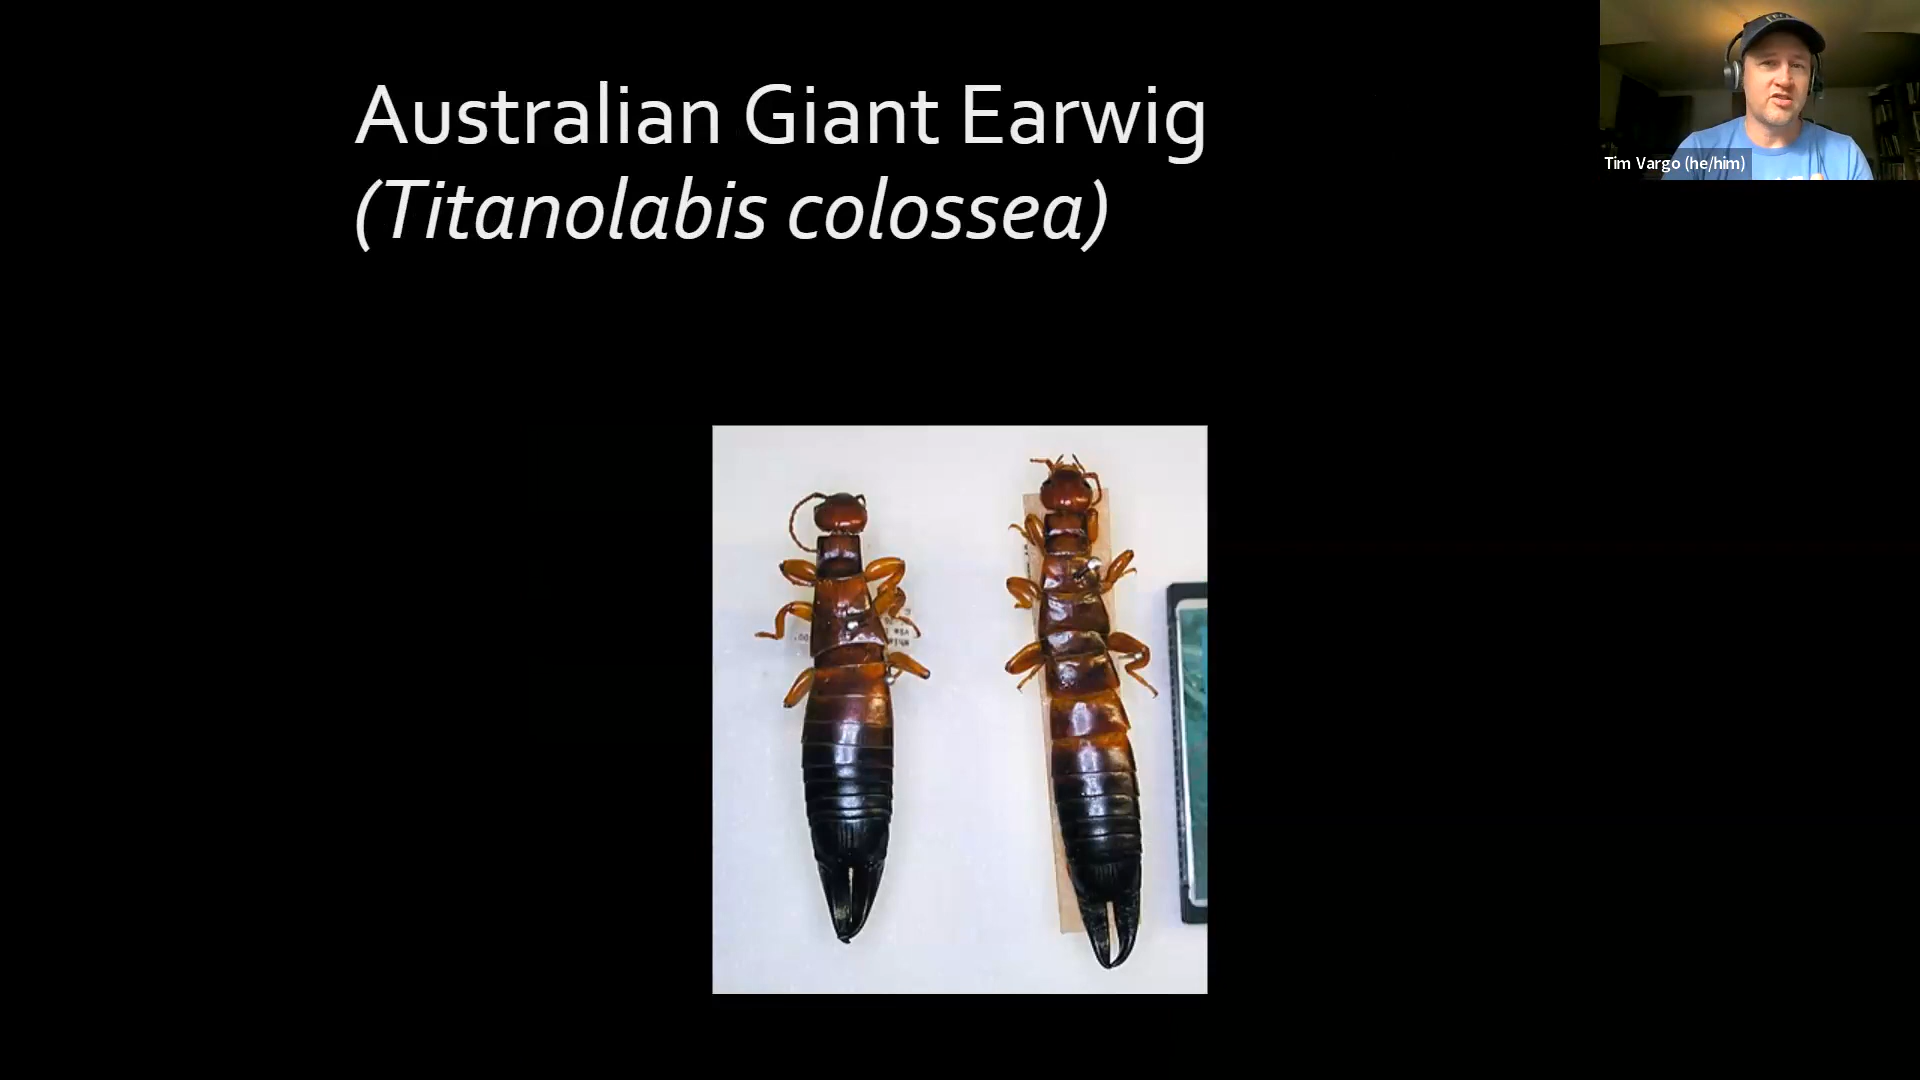 Australian Giant Earwig
(Titanolabis colossea)
Tim Vargo (he/him)